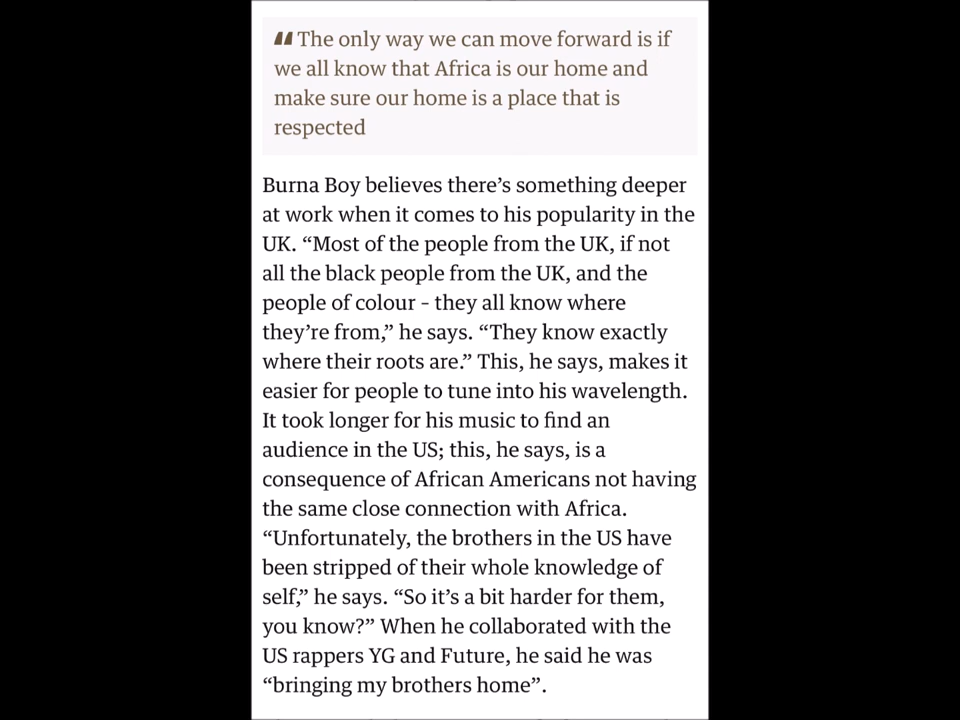 “The only way we can move forward is if
we all know that Africa is our home and
make sure our home is a place that is
respected
Burna Boy believes there’s something deeper
at work when it comes to his popularity in the
UK. “Most of the people from the UK, if not
all the black people from the UK, and the
people of colour – they all know where
they’re from,” he says. “They know exactly
where their roots are.” This, he says, makes it
easier for people to tune into his wavelength.
It took longer for his music to find an
audience in the US; this, he says, is a
consequence of African Americans not having
the same close connection with Africa.
“Unfortunately, the brothers in the US have
been stripped of their whole knowledge of
self,” he says. “So it’s a bit harder for them,
you know?” When he collaborated with the
US rappers YG and Future, he said he was
“bringing my brothers home”.